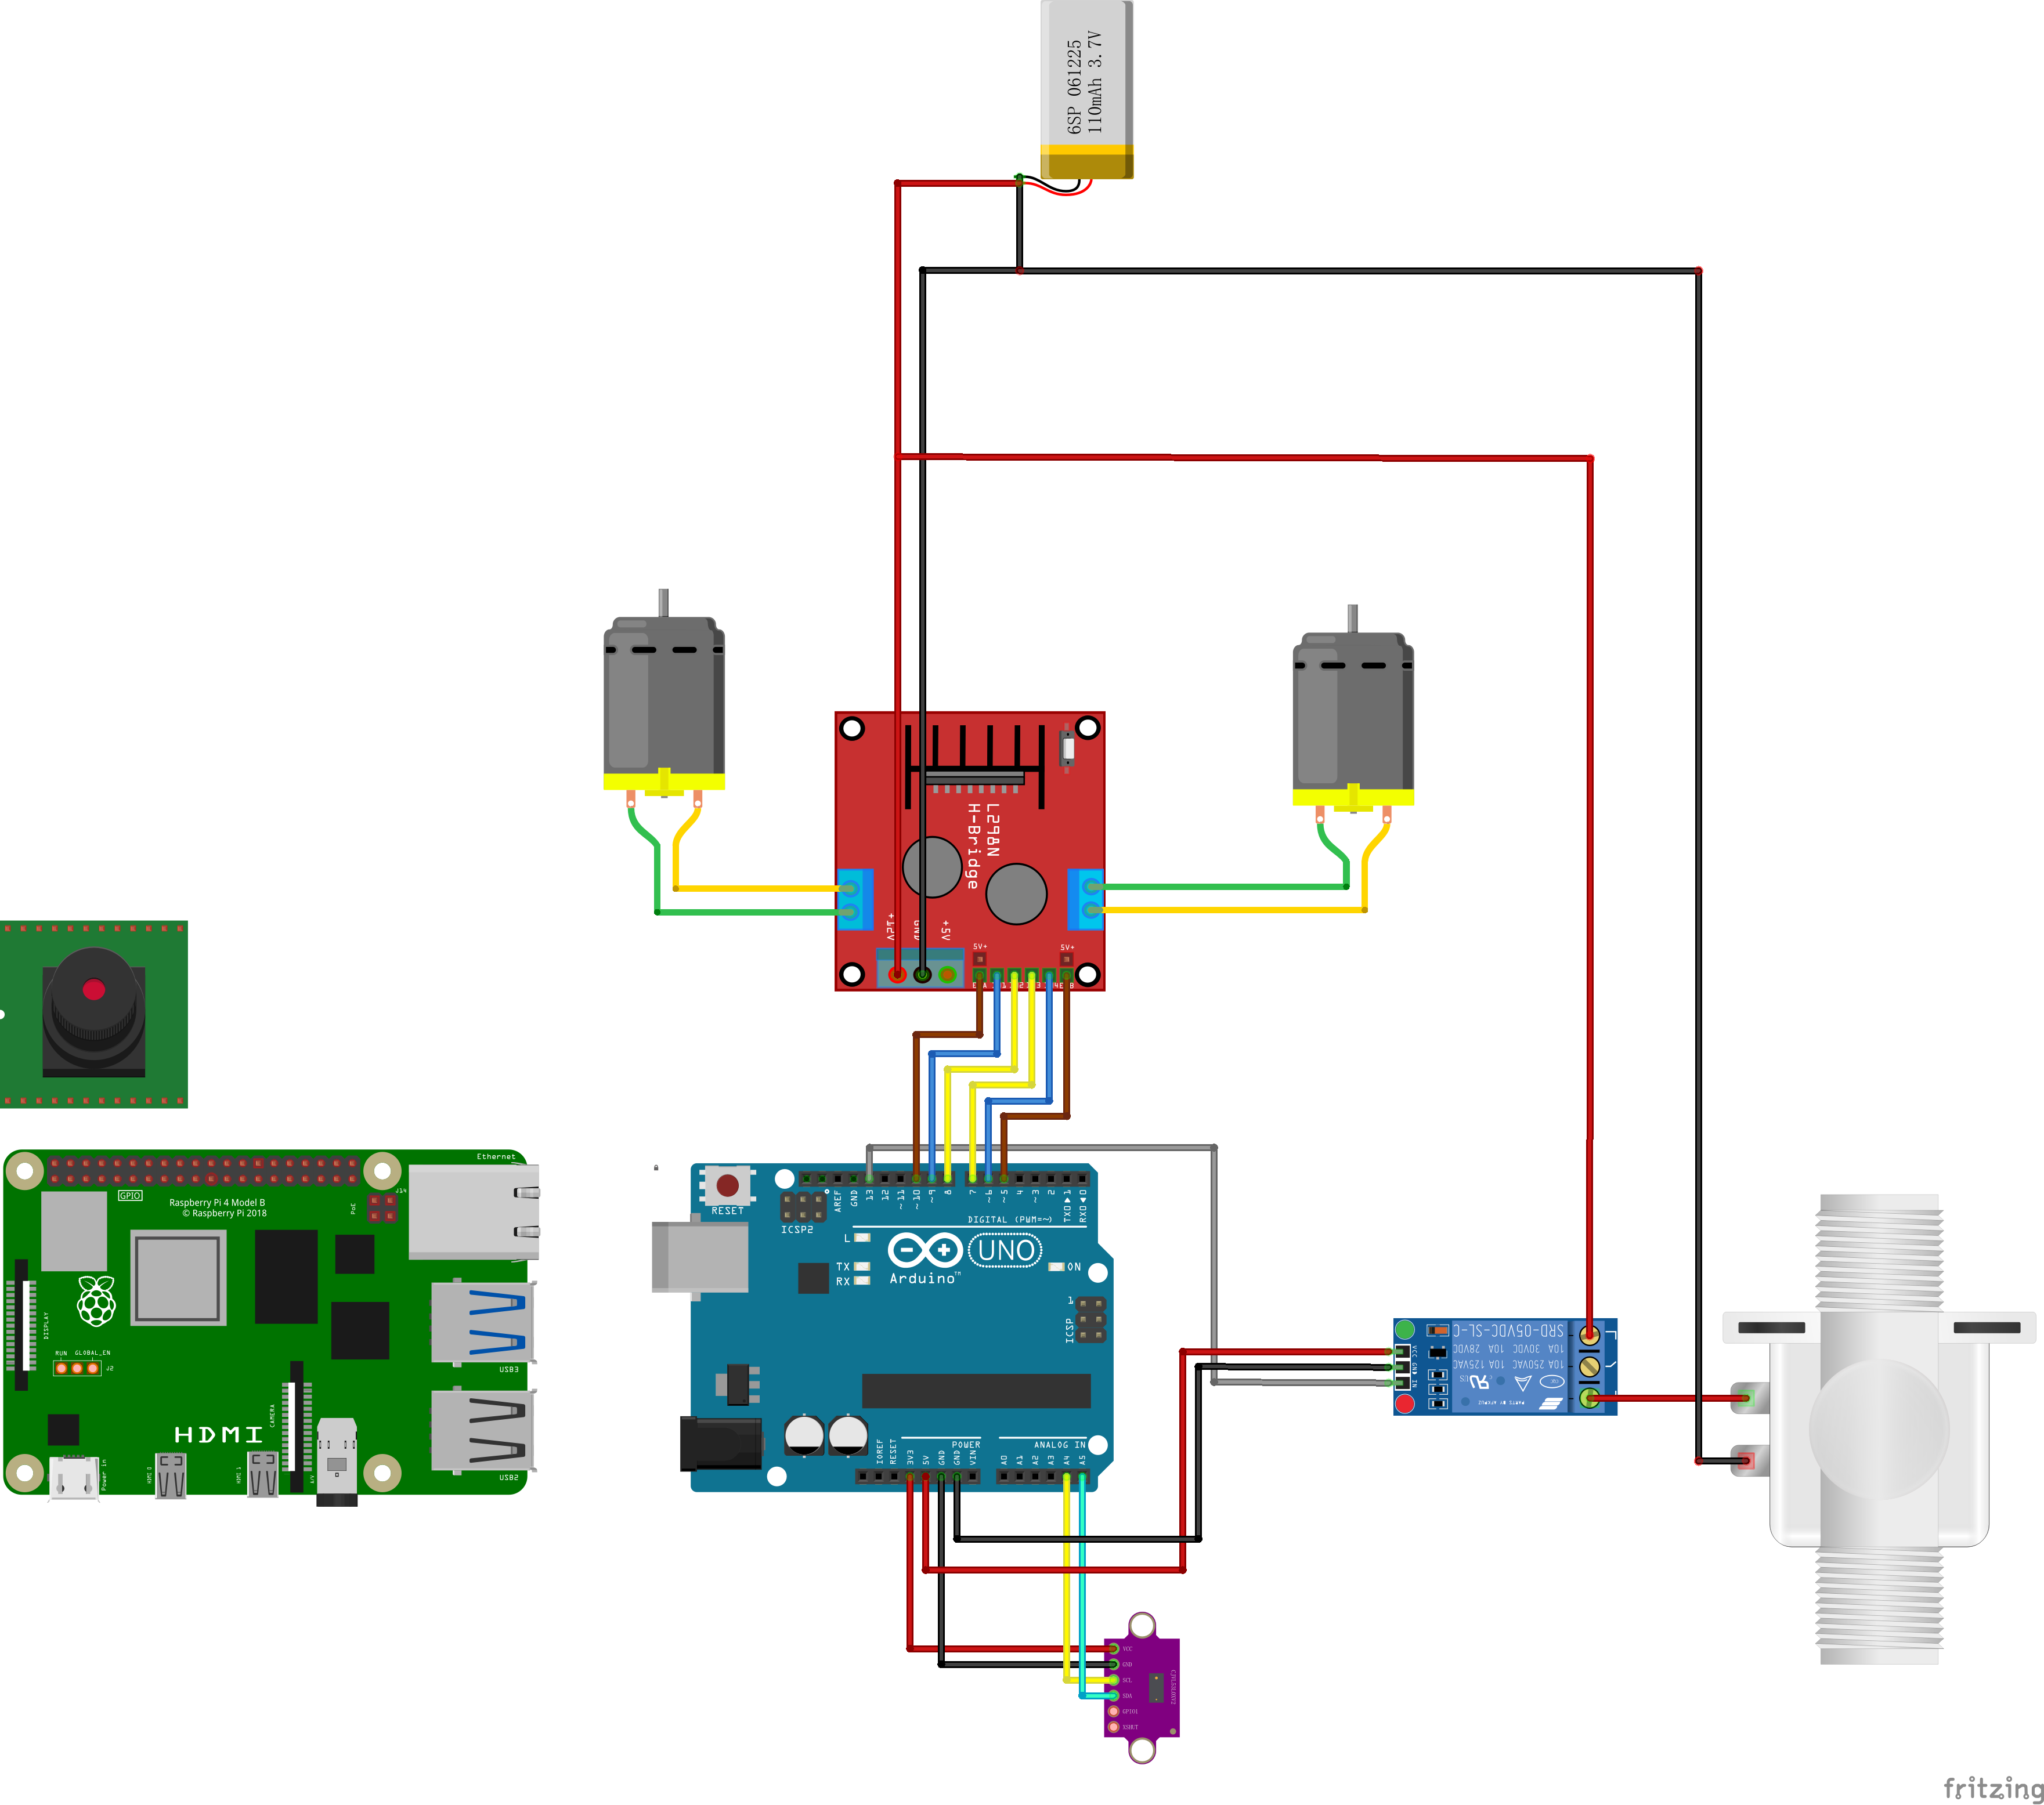 6SP 061225
110mAh 3.7V
L298N
H-Bridge
+12V
GND
+5V
5V+
5V+
Ethernet
J14
PoE
GPIO
Raspberry Pi 4 Model B
© Raspberry Pi 2018
DISPLAY
RUN
GLOBAL_EN
J2
USB3
CAMERA
HDMI
USB2
Power in
HDMI 0
HDMI 1
A/V
RESET
ICSP2
AREF
GND
13
12
~11
~10
~9
8
7
~6
~5
4
~3
2
TX0▶1
RX0◀0
DIGITAL (PWM=~)
L
TX
RX
Arduino™
UNO
ON
1
ICSP
IOREF
RESET
3V3
5V
GND
GND
VIN
POWER
A0
A1
A2
A3
A4
A5
ANALOG IN
SRD-05VDC-SL-C
10A 30VDC 10A 28VDC
10A 250VAC 10A 125VAC
VCC
GND
IN
VCC
GND
SCL
SDA
GPIO1
XSHUT
fritzing